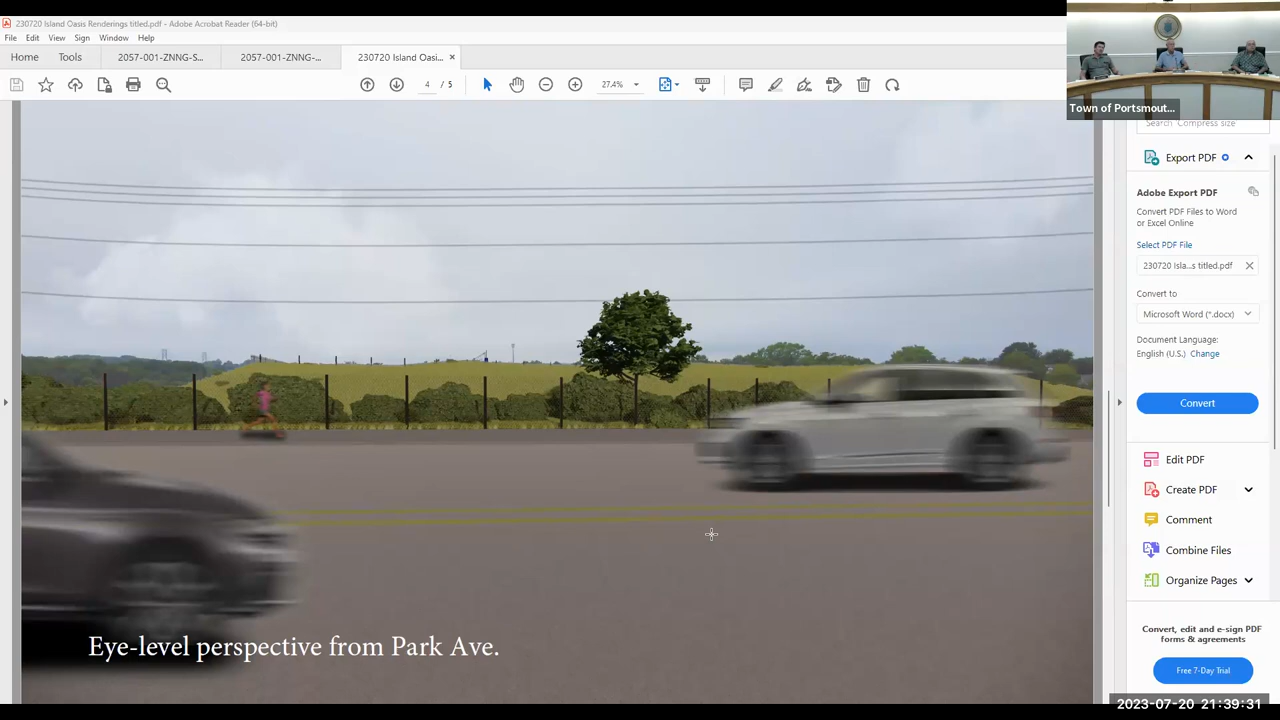 230720 Island Oasis Renderings titled.pdf - Adobe Acrobat Reader (64-bit)
File Edit View Sign Window Help
Home Tools 2057-001-ZNNG-S... 2057-001-ZNNG-... 230720 Island Oasi... ×
4 / 5 27.4%
Town of Portsmout...
Search 'Compress size'
Export PDF
Adobe Export PDF
Convert PDF Files to Word
or Excel Online
Select PDF File
230720 Isla...s titled.pdf
Convert to
Microsoft Word (*.docx)
Document Language:
English (U.S.) Change
Convert
Edit PDF
Create PDF
Comment
Combine Files
Organize Pages
Convert, edit and e-sign PDF
forms & agreements
Free 7-Day Trial
Eye-level perspective from Park Ave.
2023-07-20 21:39:31